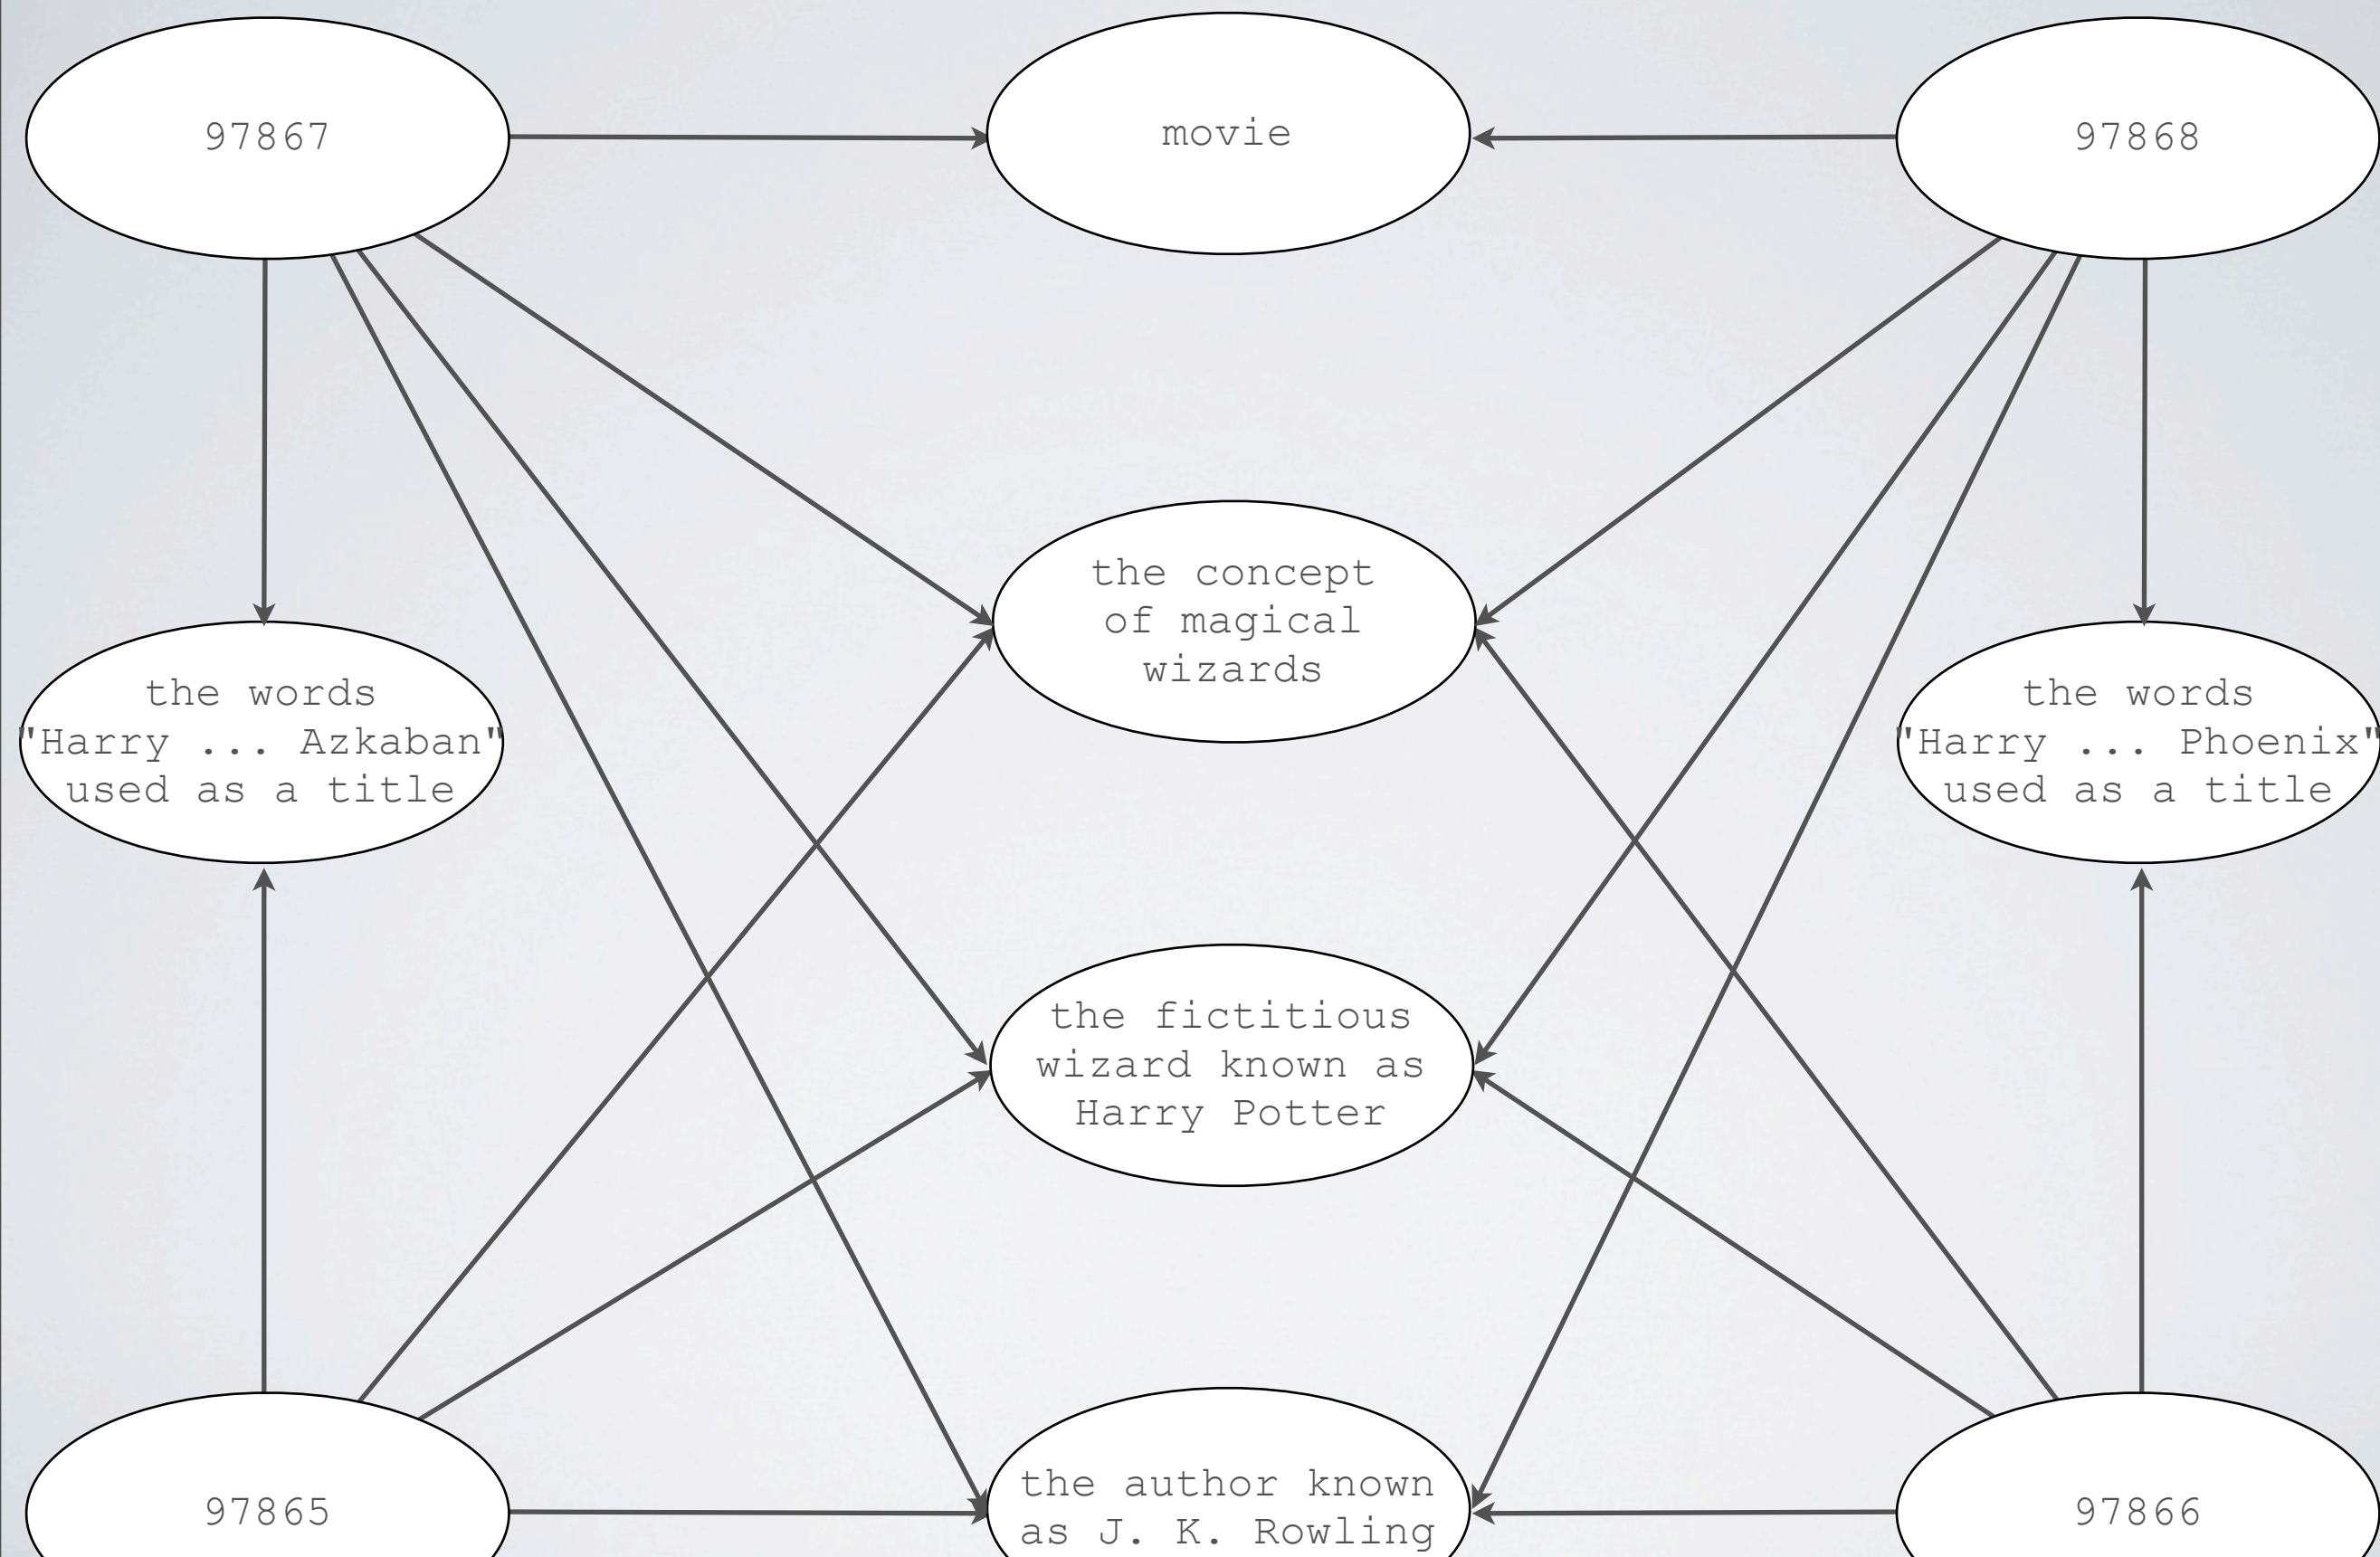 97867
movie
97868
the concept
of magical
wizards
the words
"Harry ... Azkaban"
used as a title
the words
"Harry ... Phoenix"
used as a title
the fictitious
wizard known as
Harry Potter
97865
the author known
as J. K. Rowling
97866